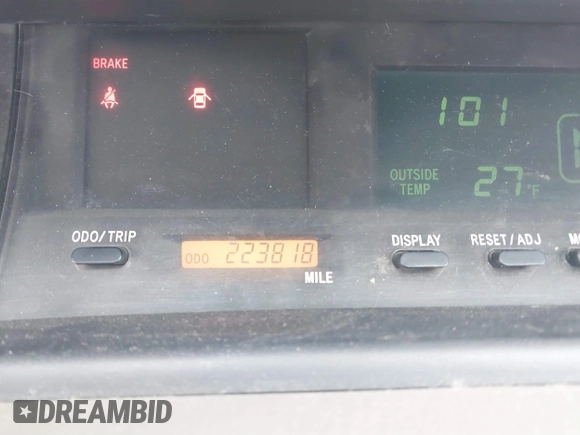 BRAKE
101
OUTSIDE
TEMP 27°F
ODO/TRIP
ODO 223818
MILE
DISPLAY
RESET/ADJ
DREAMBID